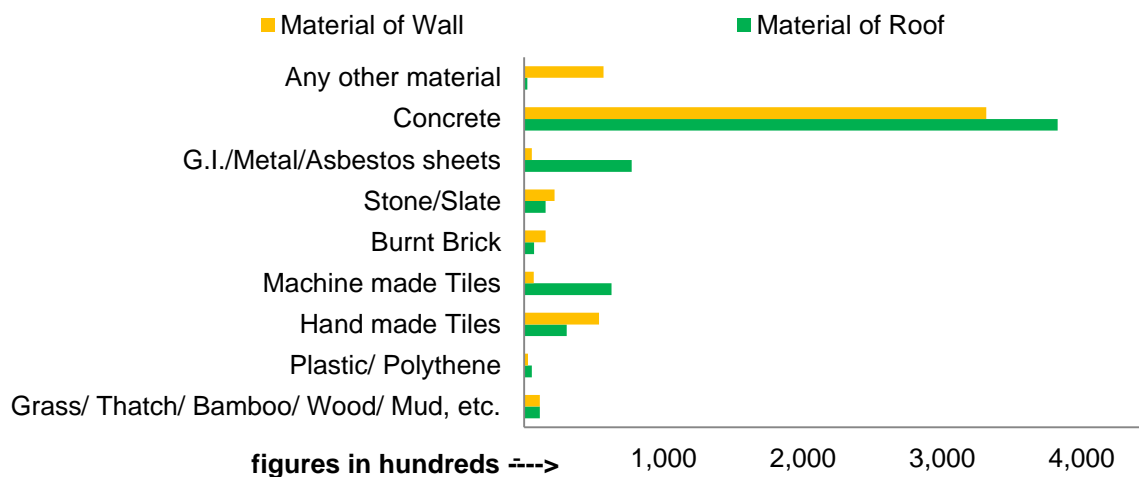 Material of Wall Material of Roof
Any other material
Concrete
G.I./Metal/Asbestos sheets
Stone/Slate
Burnt Brick
Machine made Tiles
Hand made Tiles
Plastic/ Polythene
Grass/ Thatch/ Bamboo/ Wood/ Mud, etc.
figures in hundreds ----> - 1,000 2,000 3,000 4,000